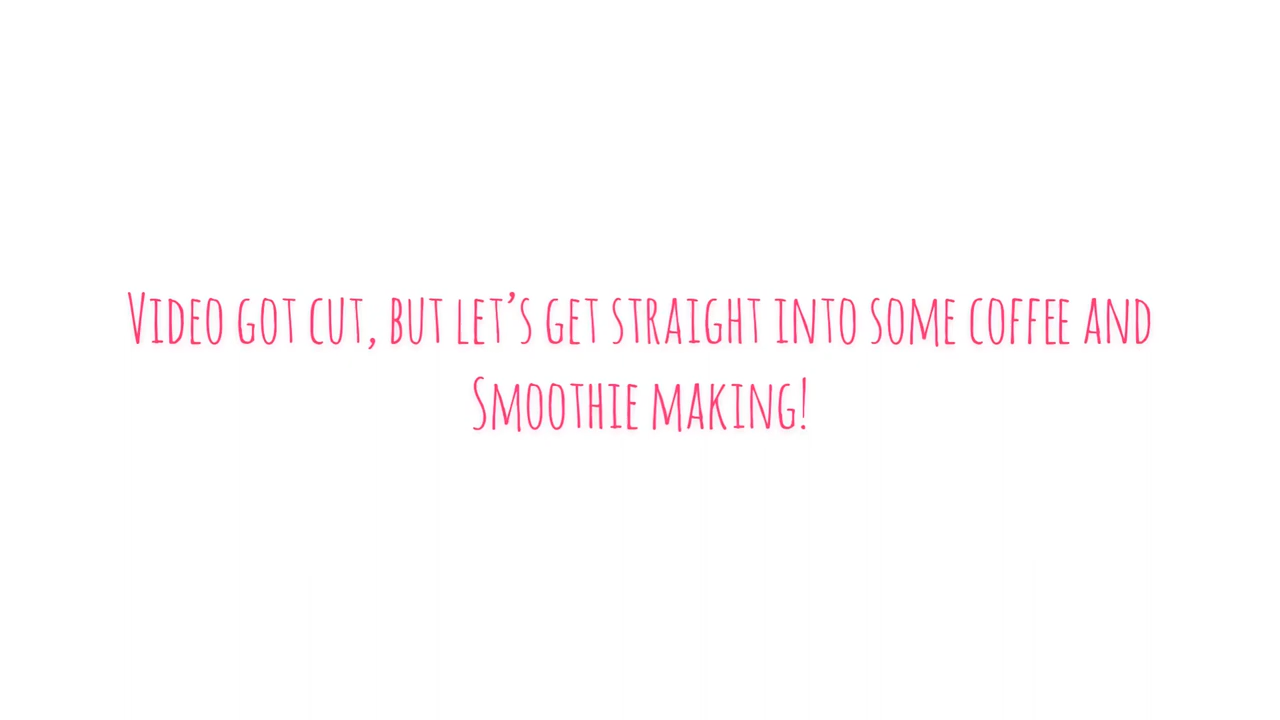 Video got cut, but let’s get straight into some coffee and
Smoothie making!